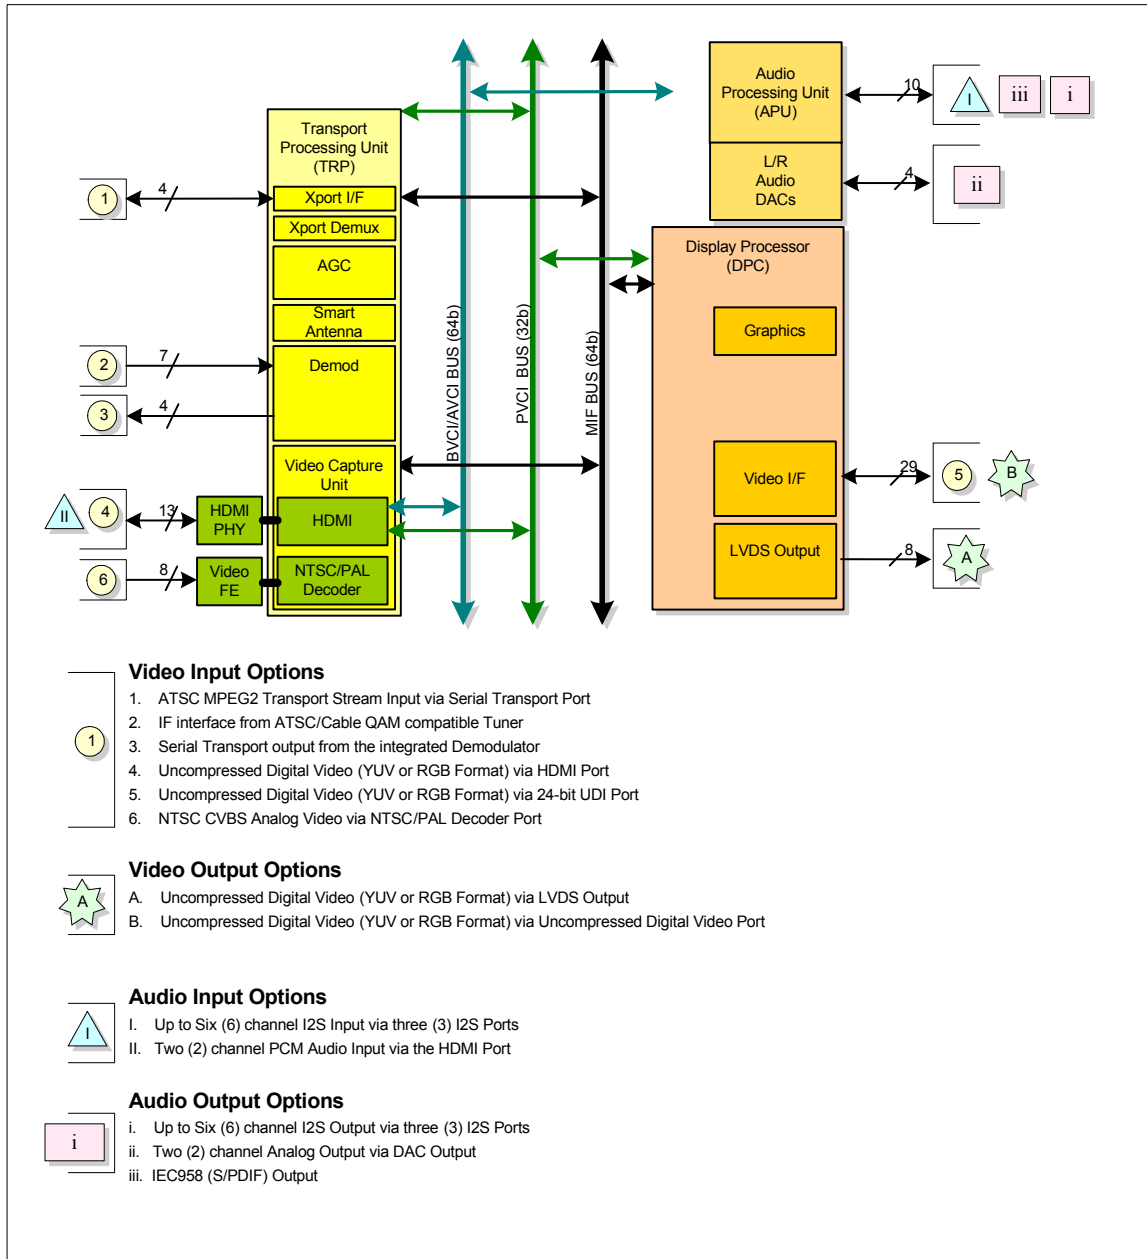 Audio
Processing Unit
(APU)
10
I
iii
i
Transport
Processing Unit
(TRP)
L/R
Audio
DACs
4
ii
1
4
Xport I/F
Xport Demux
AGC
Smart
Antenna
Display Processor
(DPC)
Graphics
BVCI/AVCI BUS (64b)
PVCI BUS (32b)
MIF BUS (64b)
2
7
Demod
3
4
Video Capture
Unit
Video I/F
29
5
B
II
4
13
HDMI
PHY
HDMI
LVDS Output
8
A
6
8
Video
FE
NTSC/PAL
Decoder
Video Input Options
1
1. ATSC MPEG2 Transport Stream Input via Serial Transport Port
2. IF interface from ATSC/Cable QAM compatible Tuner
3. Serial Transport output from the integrated Demodulator
4. Uncompressed Digital Video (YUV or RGB Format) via HDMI Port
5. Uncompressed Digital Video (YUV or RGB Format) via 24-bit UDI Port
6. NTSC CVBS Analog Video via NTSC/PAL Decoder Port
Video Output Options
A
A. Uncompressed Digital Video (YUV or RGB Format) via LVDS Output
B. Uncompressed Digital Video (YUV or RGB Format) via Uncompressed Digital Video Port
Audio Input Options
I
I. Up to Six (6) channel I2S Input via three (3) I2S Ports
II. Two (2) channel PCM Audio Input via the HDMI Port
Audio Output Options
i
i. Up to Six (6) channel I2S Output via three (3) I2S Ports
ii. Two (2) channel Analog Output via DAC Output
iii. IEC958 (S/PDIF) Output